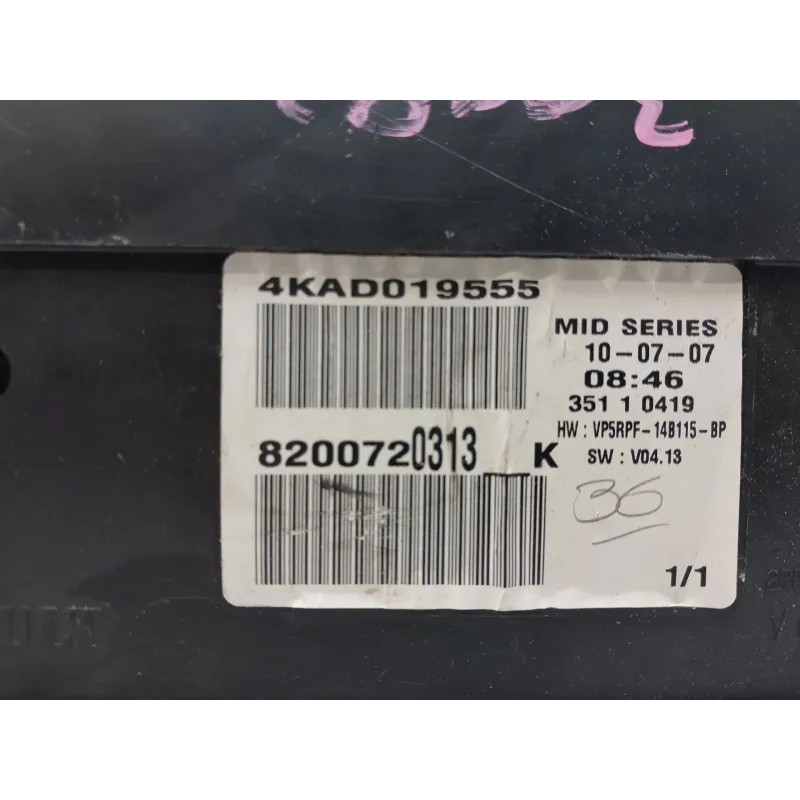 4KAD019555
MID SERIES
10-07-07
08:46
351 1 0419
HW : VP5RPF-14B115-BP
8200720313__K
SW : V04.13
36
1/1